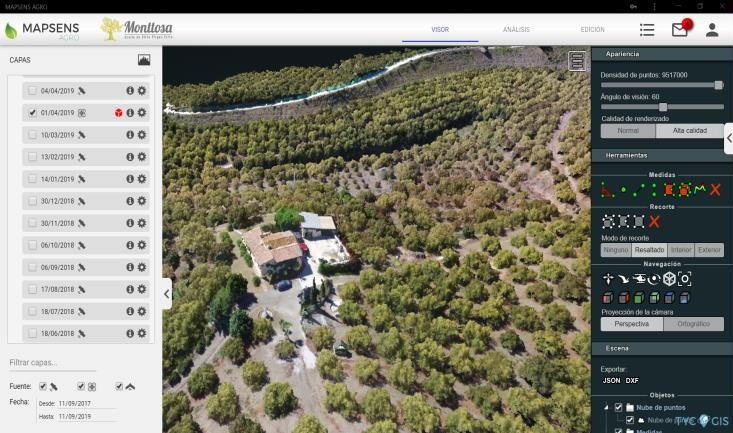 MAPSENS AGRO
MAPSENS
AGRO
Monttosa
VISOR
ANÁLISIS
EDICIÓN
CAPAS
04/04/2019
01/04/2019
10/03/2019
13/02/2019
14/01/2019
30/12/2018
30/11/2018
06/10/2018
06/09/2018
17/08/2018
18/07/2018
18/06/2018
Filtrar capas...
Fuente:
Fecha:
Desde: 11/09/2017
Hasta: 11/09/2019
Apariencia
Densidad de puntos: 9517000
Ángulo de visión: 60
Calidad de renderizado
Normal
Alta calidad
Herramientas
Medidas
Recorte
Modo de recorte
Ninguno
Resaltado
Interior
Exterior
Navegación
Proyección de la cámara
Perspectiva
Ortográfico
Escena
Exportar:
JSON DXF
Objetos
Nube de puntos
Nube de puntos
Medidas
TYC GIS